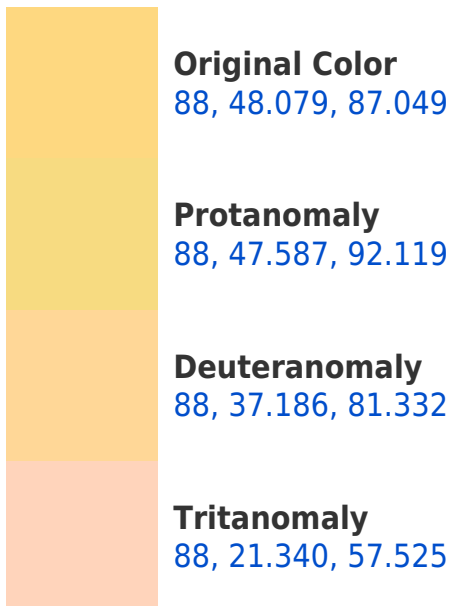 Original Color
88, 48.079, 87.049
Protanomaly
88, 47.587, 92.119
Deuteranomaly
88, 37.186, 81.332
Tritanomaly
88, 21.340, 57.525